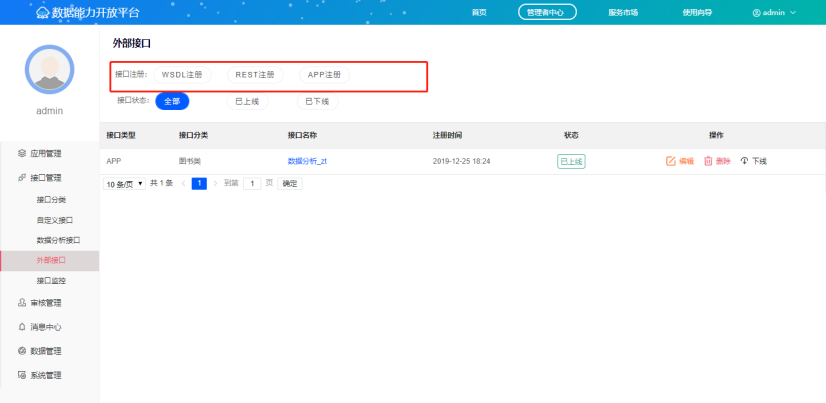 数据能力开放平台 首页 管理者中心 服务市场 使用向导 admin
外部接口
接口注册: WSDL注册 REST注册 APP注册
接口状态: 全部 已上线 已下线
admin
接口类型 接口分类 接口名称 注册时间 状态 操作
APP 图书类 数据分析_zt 2019-12-25 18:24 已上线 编辑 删除 下线
10 条/页 共 1 条 1 到第 1 页 确定
应用管理
接口管理
接口分类
自定义接口
数据分析接口
外部接口
接口监控
审核管理
消息中心
数据管理
系统管理